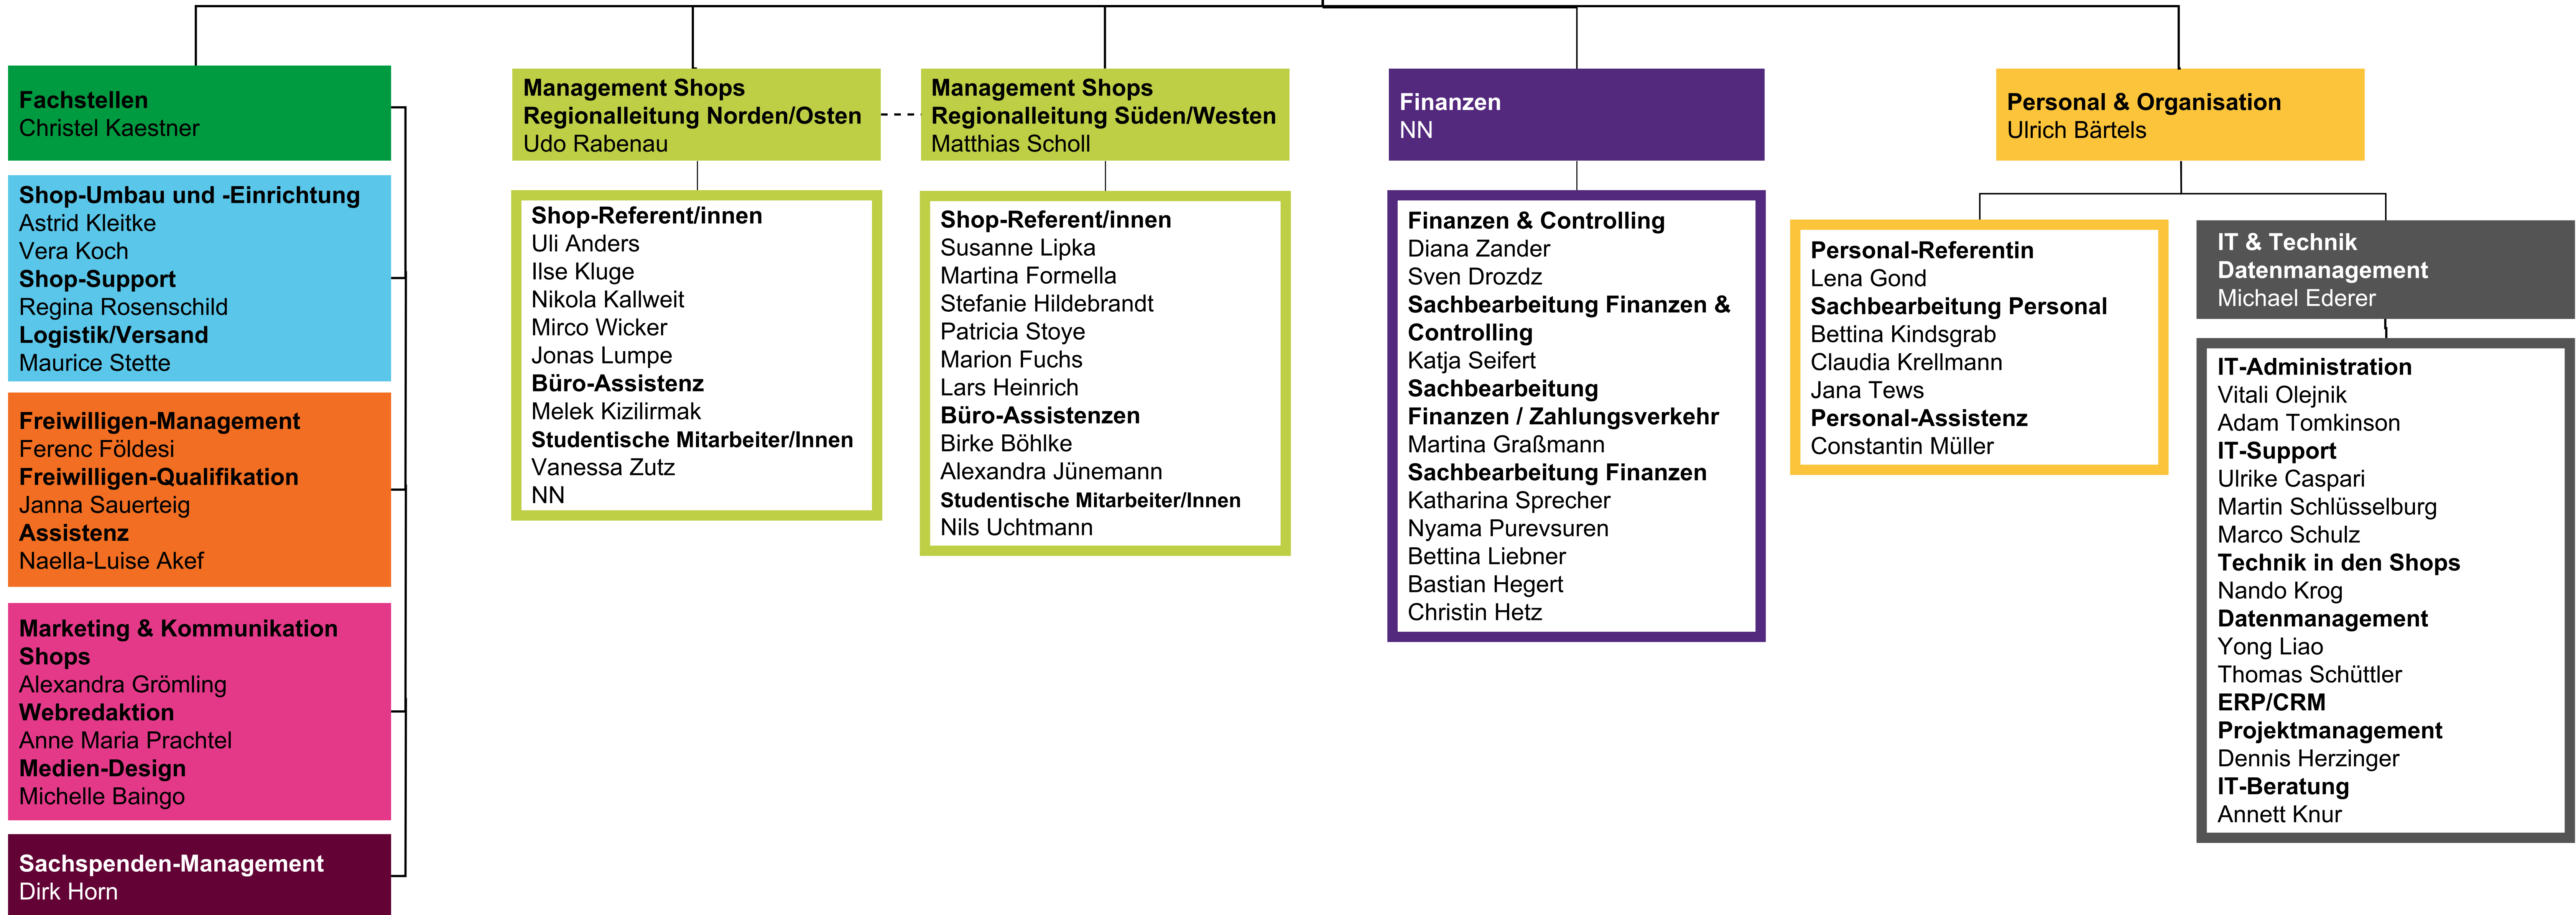 Fachstellen
Christel Kaestner
Shop-Umbau und -Einrichtung
Astrid Kleitke
Vera Koch
Shop-Support
Regina Rosenschild
Logistik/Versand
Maurice Stette
Freiwilligen-Management
Ferenc Földesi
Freiwilligen-Qualifikation
Janna Sauerteig
Assistenz
Naella-Luise Akef
Marketing & Kommunikation
Shops
Alexandra Grömling
Webredaktion
Anne Maria Prachtel
Medien-Design
Michelle Baingo
Sachspenden-Management
Dirk Horn
Management Shops
Regionalleitung Norden/Osten
Udo Rabenau
Shop-Referent/innen
Uli Anders
Ilse Kluge
Nikola Kallweit
Mirco Wicker
Jonas Lumpe
Büro-Assistenz
Melek Kizilirmak
Studentische Mitarbeiter/Innen
Vanessa Zutz
NN
Management Shops
Regionalleitung Süden/Westen
Matthias Scholl
Shop-Referent/innen
Susanne Lipka
Martina Formella
Stefanie Hildebrandt
Patricia Stoye
Marion Fuchs
Lars Heinrich
Büro-Assistenzen
Birke Böhlke
Alexandra Jünemann
Studentische Mitarbeiter/Innen
Nils Uchtmann
Finanzen
NN
Finanzen & Controlling
Diana Zander
Sven Drozdz
Sachbearbeitung Finanzen &
Controlling
Katja Seifert
Sachbearbeitung
Finanzen / Zahlungsverkehr
Martina Graßmann
Sachbearbeitung Finanzen
Katharina Sprecher
Nyama Purevsuren
Bettina Liebner
Bastian Hegert
Christin Hetz
Personal & Organisation
Ulrich Bärtels
Personal-Referentin
Lena Gond
Sachbearbeitung Personal
Bettina Kindsgrab
Claudia Krellmann
Jana Tews
Personal-Assistenz
Constantin Müller
IT & Technik
Datenmanagement
Michael Ederer
IT-Administration
Vitali Olejnik
Adam Tomkinson
IT-Support
Ulrike Caspari
Martin Schlüsselburg
Marco Schulz
Technik in den Shops
Nando Krog
Datenmanagement
Yong Liao
Thomas Schüttler
ERP/CRM
Projektmanagement
Dennis Herzinger
IT-Beratung
Annett Knur